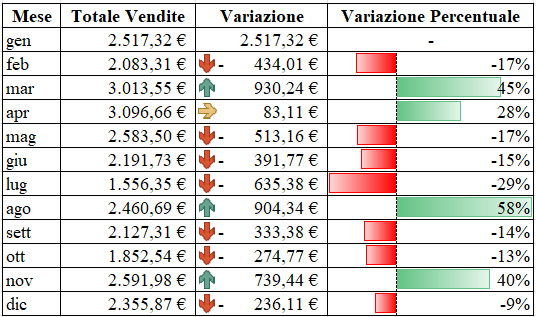 Mese Totale Vendite Variazione Variazione Percentuale
gen 2.517,32 € 2.517,32 € -
feb 2.083,31 € - 434,01 € -17%
mar 3.013,55 € 930,24 € 45%
apr 3.096,66 € 83,11 € 28%
mag 2.583,50 € - 513,16 € -17%
giu 2.191,73 € - 391,77 € -15%
lug 1.556,35 € - 635,38 € -29%
ago 2.460,69 € 904,34 € 58%
sett 2.127,31 € - 333,38 € -14%
ott 1.852,54 € - 274,77 € -13%
nov 2.591,98 € 739,44 € 40%
dic 2.355,87 € - 236,11 € -9%